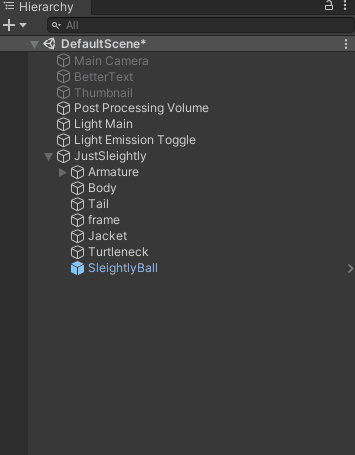 Hierarchy
All
DefaultScene*
Main Camera
BetterText
Thumbnail
Post Processing Volume
Light Main
Light Emission Toggle
JustSleightly
Armature
Body
Tail
frame
Jacket
Turtleneck
SleightlyBall